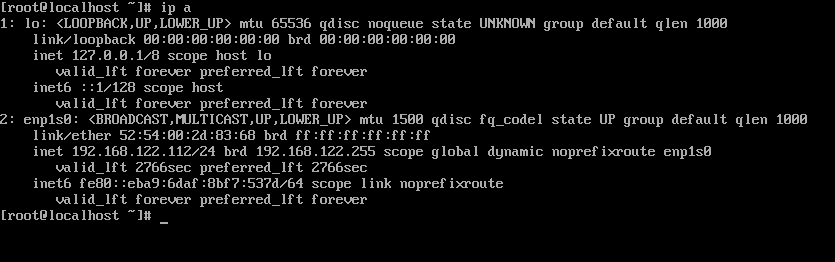 [root@localhost ~]# ip a
1: lo: <LOOPBACK,UP,LOWER_UP> mtu 65536 qdisc noqueue state UNKNOWN group default qlen 1000
    link/loopback 00:00:00:00:00:00 brd 00:00:00:00:00:00
    inet 127.0.0.1/8 scope host lo
       valid_lft forever preferred_lft forever
    inet6 ::1/128 scope host
       valid_lft forever preferred_lft forever
2: enp1s0: <BROADCAST,MULTICAST,UP,LOWER_UP> mtu 1500 qdisc fq_codel state UP group default qlen 1000
    link/ether 52:54:00:2d:83:68 brd ff:ff:ff:ff:ff:ff
    inet 192.168.122.112/24 brd 192.168.122.255 scope global dynamic noprefixroute enp1s0
       valid_lft 2766sec preferred_lft 2766sec
    inet6 fe80::eba9:6daf:8bf7:537d/64 scope link noprefixroute
       valid_lft forever preferred_lft forever
[root@localhost ~]# _